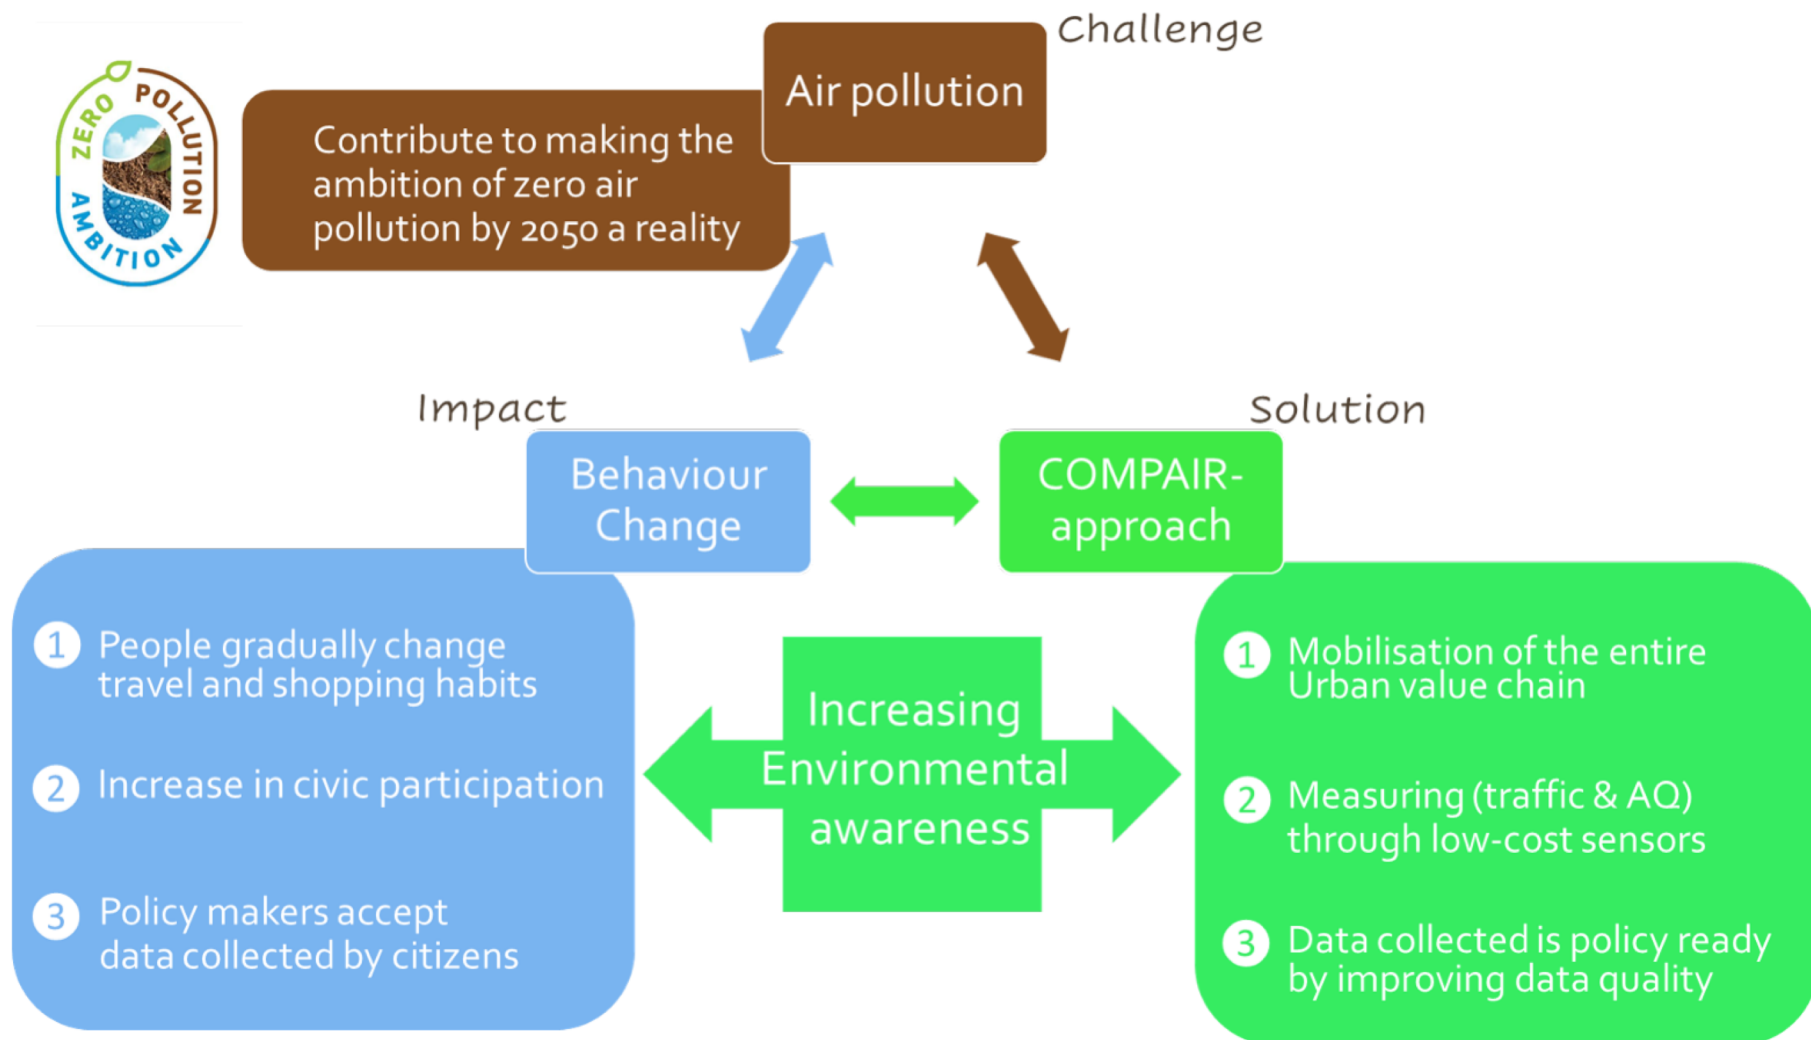 Challenge
Air pollution
ZERO POLLUTION
AMBITION
Contribute to making the
ambition of zero air
pollution by 2050 a reality
Impact
Behaviour
Change
Solution
COMPAIR-
approach
1 People gradually change
travel and shopping habits
2 Increase in civic participation
3 Policy makers accept
data collected by citizens
Increasing
Environmental
awareness
1 Mobilisation of the entire
Urban value chain
2 Measuring (traffic & AQ)
through low-cost sensors
3 Data collected is policy ready
by improving data quality